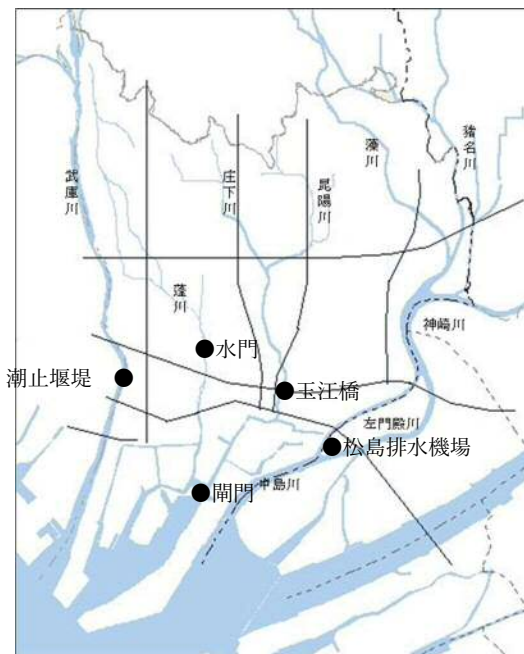 猪名川
藻川
昆陽川
庄下川
武庫川
蓬川
神崎川
水門
潮止堰堤
玉江橋
左門殿川
松島排水機場
閘門
中島川